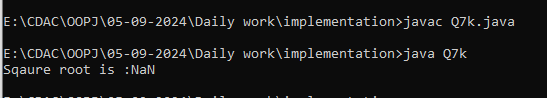 E:\CDAC\OOPJ\05-09-2024\Daily work\implementation>javac Q7k.java
E:\CDAC\OOPJ\05-09-2024\Daily work\implementation>java Q7k
Sqaure root is :NaN